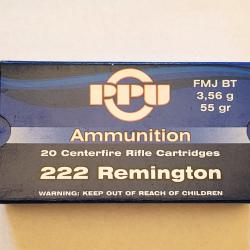 FMJ BT
3,56 g
55 gr
PPU
Ammunition
20 Centerfire Rifle Cartridges
222 Remington
WARNING: KEEP OUT OF REACH OF CHILDREN